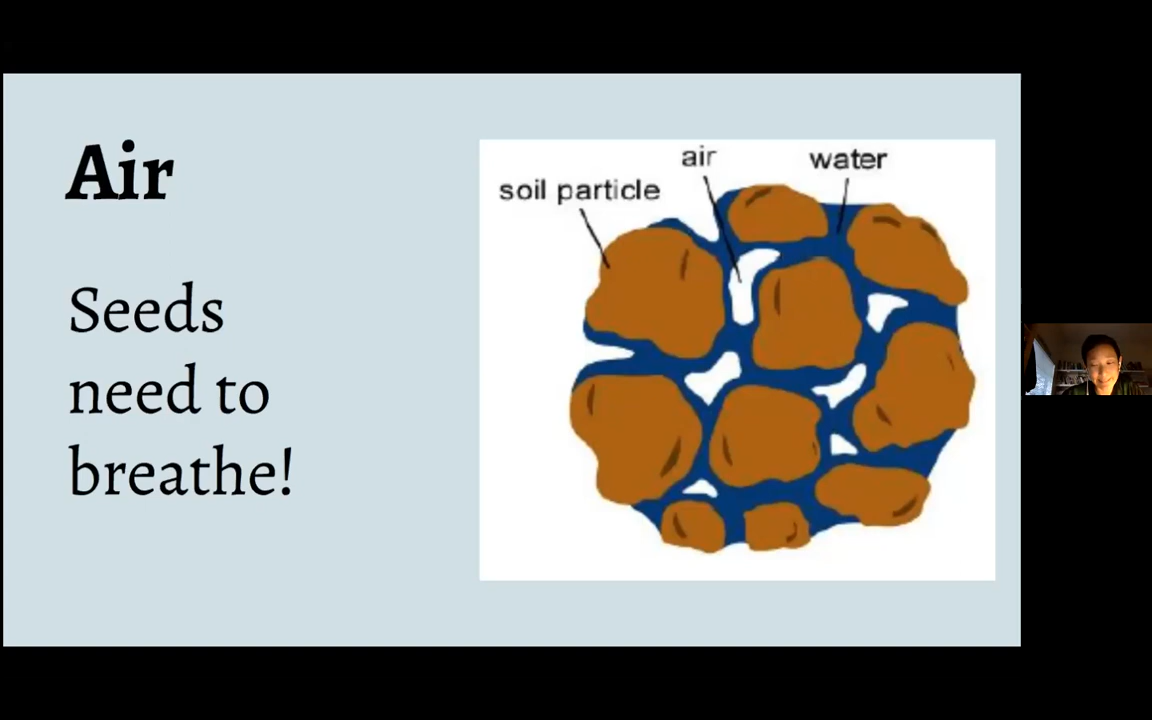 Air
Seeds
need to
breathe!
air
water
soil particle